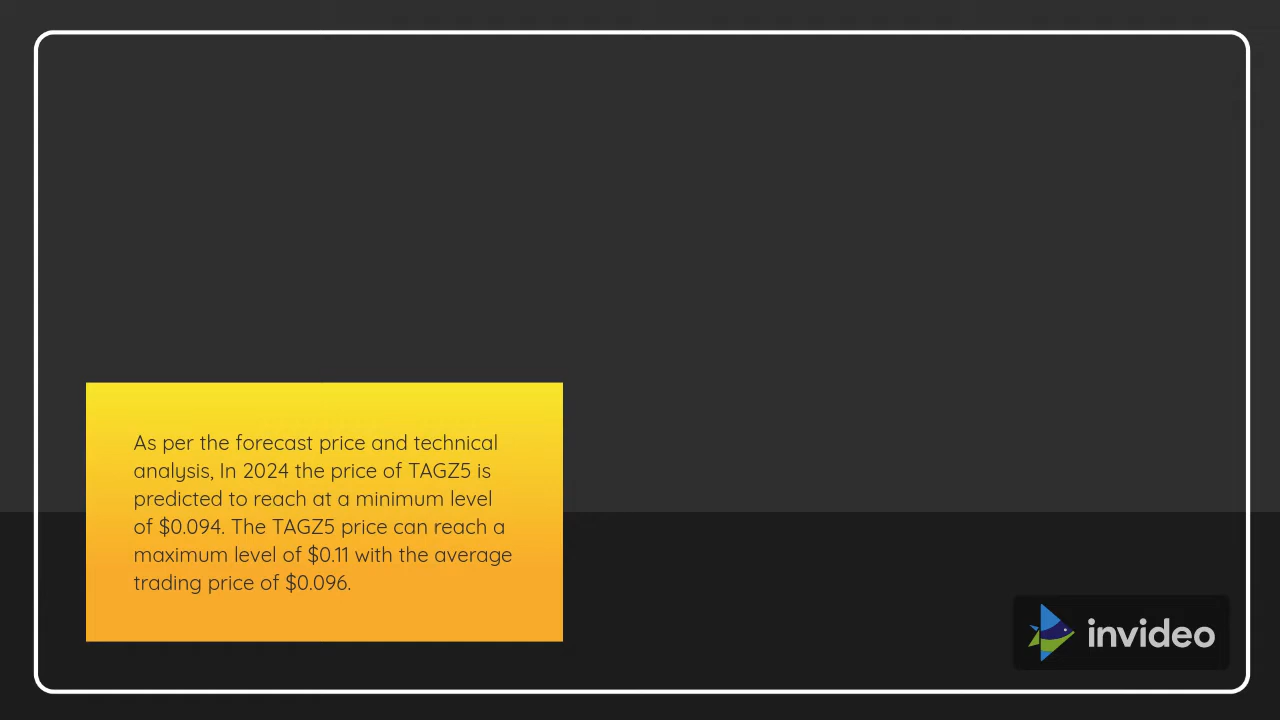 As per the forecast price and technical
analysis, In 2024 the price of TAGZ5 is
predicted to reach at a minimum level
of $0.094. The TAGZ5 price can reach a
maximum level of $0.11 with the average
trading price of $0.096.
invideo